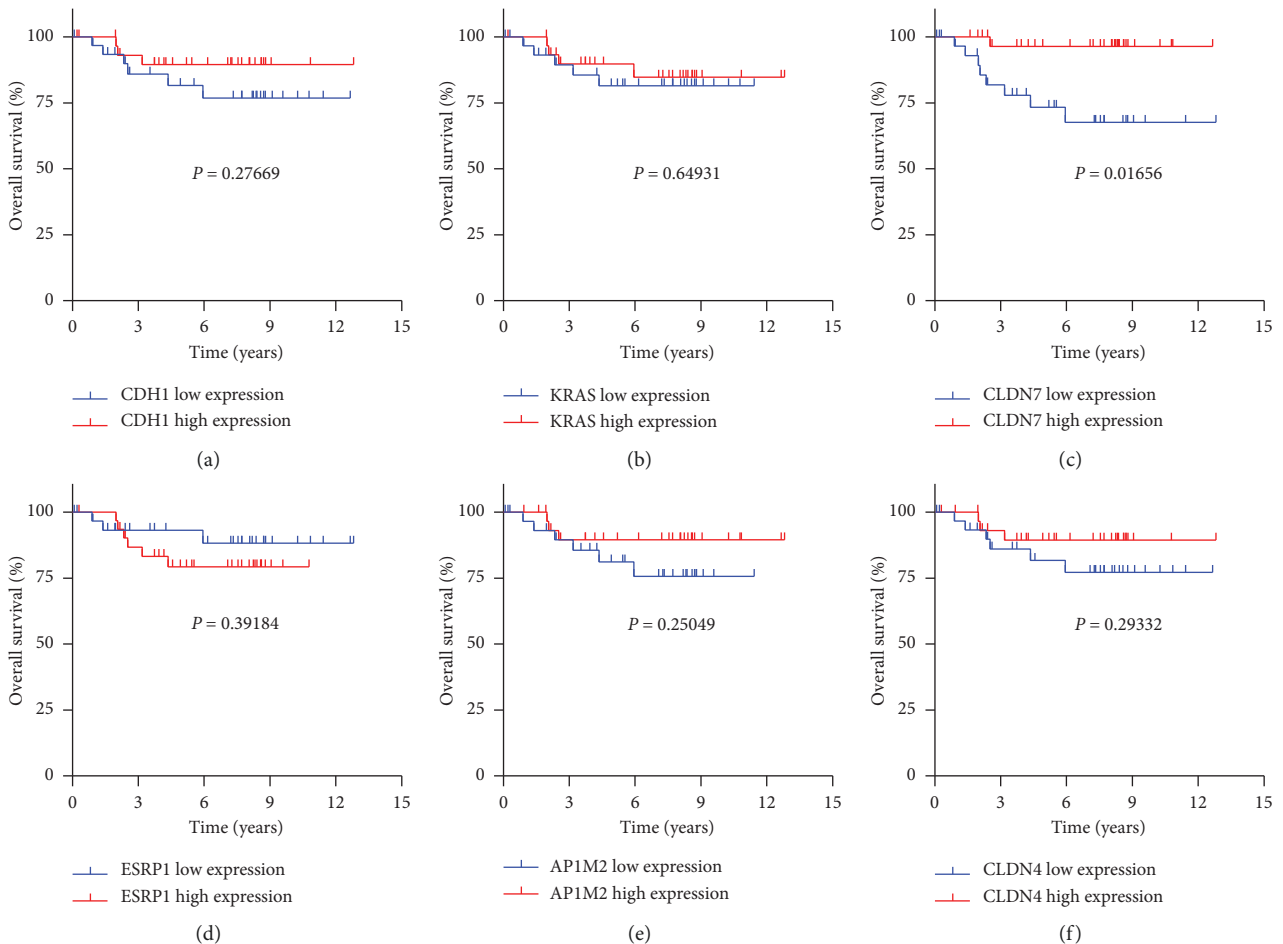 100
75
50
25
0
Overall survival (%)
P = 0.27669
0 3 6 9 12 15
Time (years)
CDH1 low expression
CDH1 high expression
(a)
100
75
50
25
0
Overall survival (%)
P = 0.64931
0 3 6 9 12 15
Time (years)
KRAS low expression
KRAS high expression
(b)
100
75
50
25
0
Overall survival (%)
P = 0.01656
0 3 6 9 12 15
Time (years)
CLDN7 low expression
CLDN7 high expression
(c)
100
75
50
25
0
Overall survival (%)
P = 0.39184
0 3 6 9 12 15
Time (years)
ESRP1 low expression
ESRP1 high expression
(d)
100
75
50
25
0
Overall survival (%)
P = 0.25049
0 3 6 9 12 15
Time (years)
AP1M2 low expression
AP1M2 high expression
(e)
100
75
50
25
0
Overall survival (%)
P = 0.29332
0 3 6 9 12 15
Time (years)
CLDN4 low expression
CLDN4 high expression
(f)